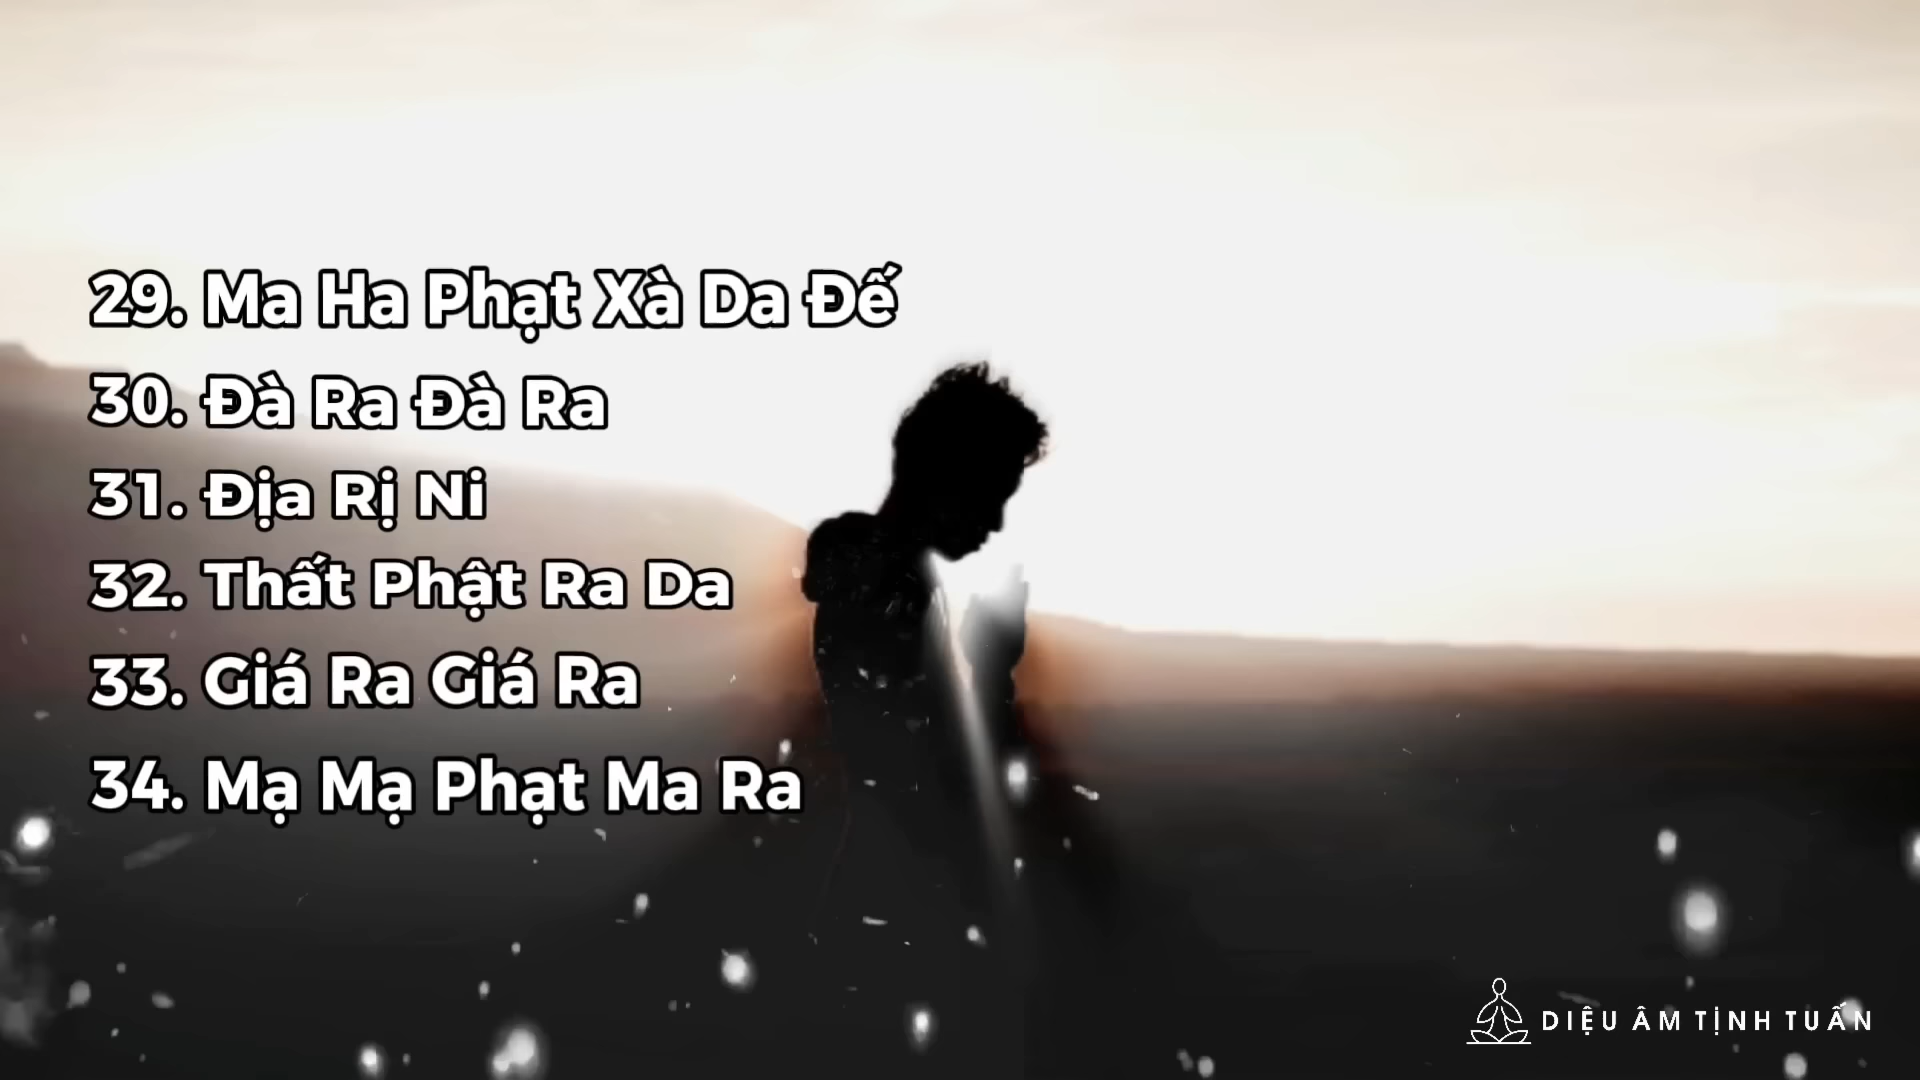 29. Ma Ha Phạt Xà Da Đế
30. Đà Ra Đà Ra
31. Địa Rị Ni
32. Thất Phật Ra Da
33. Giá Ra Giá Ra
34. Mạ Mạ Phạt Ma Ra
DIỆU ÂM TỊNH TUẤN